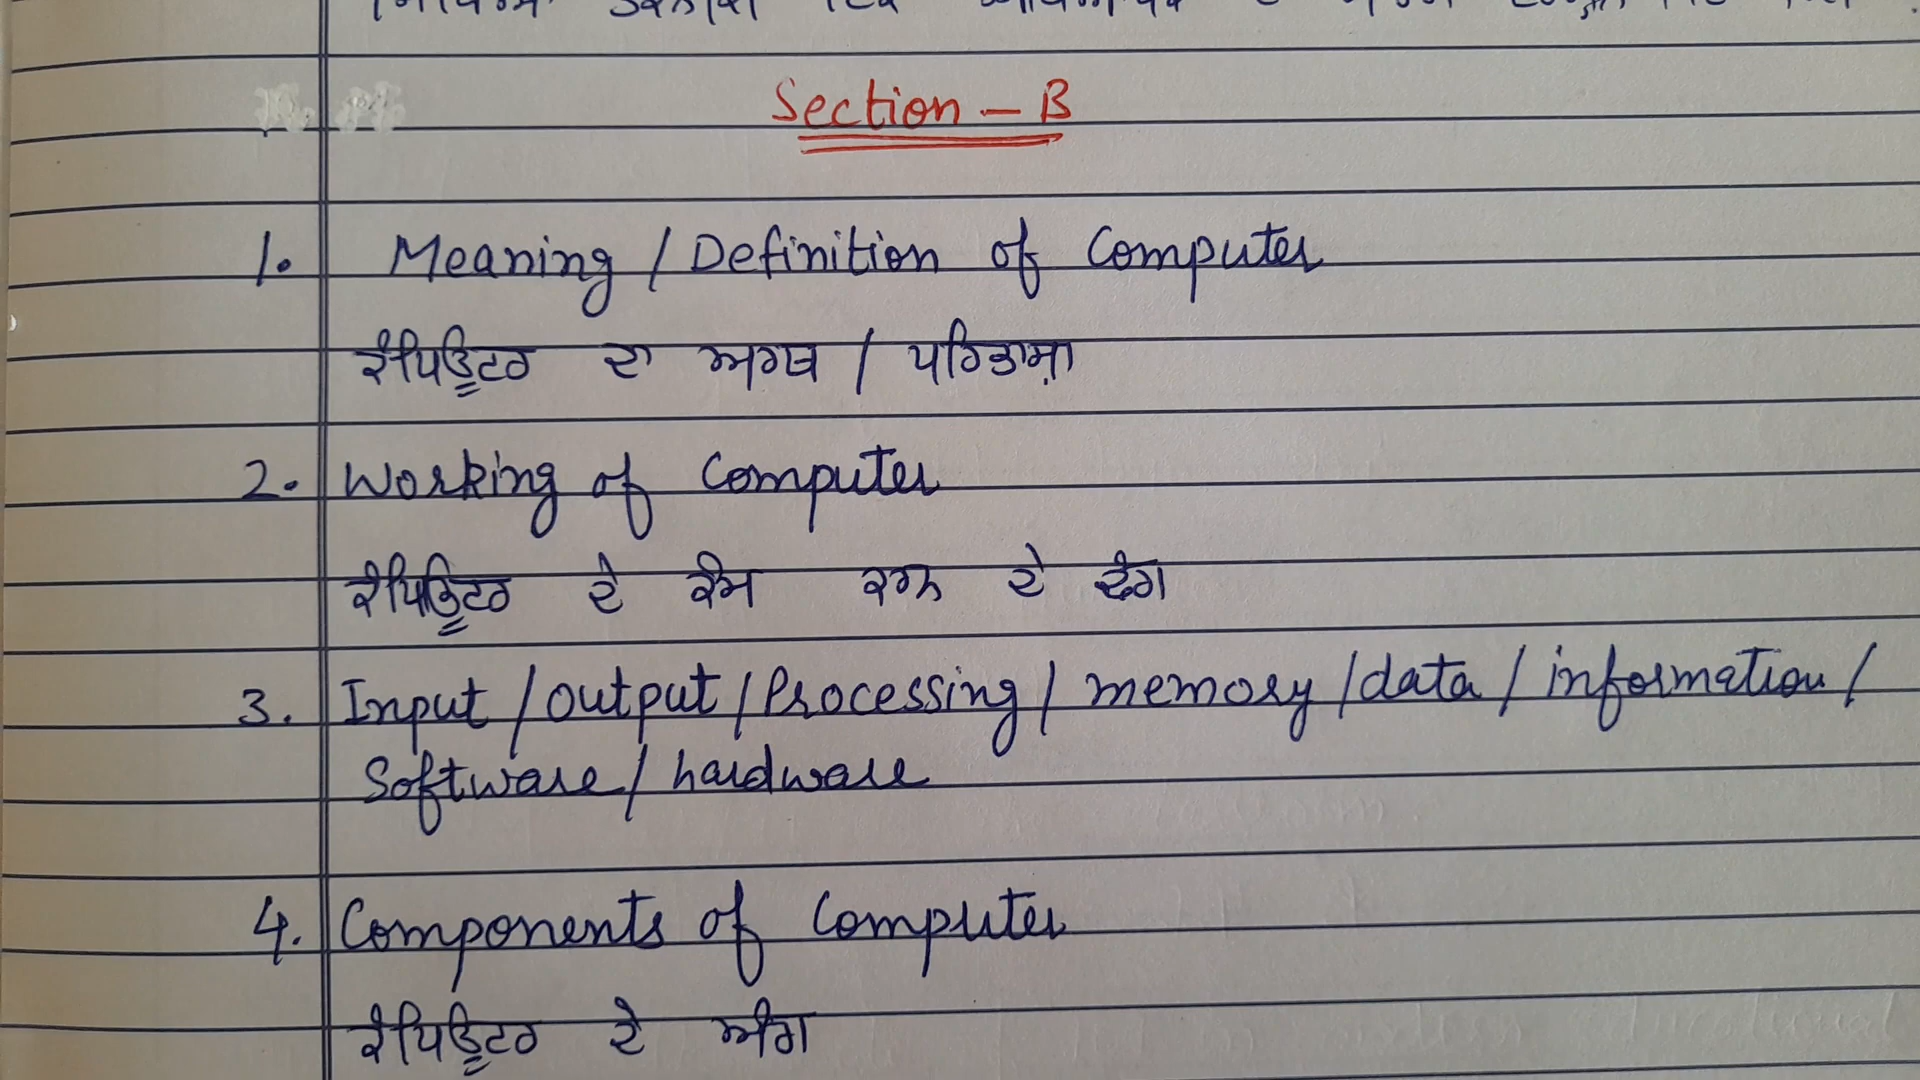 Section - B
1. Meaning / Definition of Computer
ਕੰਪਿਊਟਰ ਦਾ ਅਰਥ / ਪਰਿਭਾਸ਼ਾ
2. Working of Computer
ਕੰਪਿਊਟਰ ਦੇ ਕੰਮ ਕਰਨ ਦੇ ਢੰਗ
3. Input / output / Processing / memory / data / information /
Software / hardware
4. Components of Computer
ਕੰਪਿਊਟਰ ਦੇ ਅੰਗ